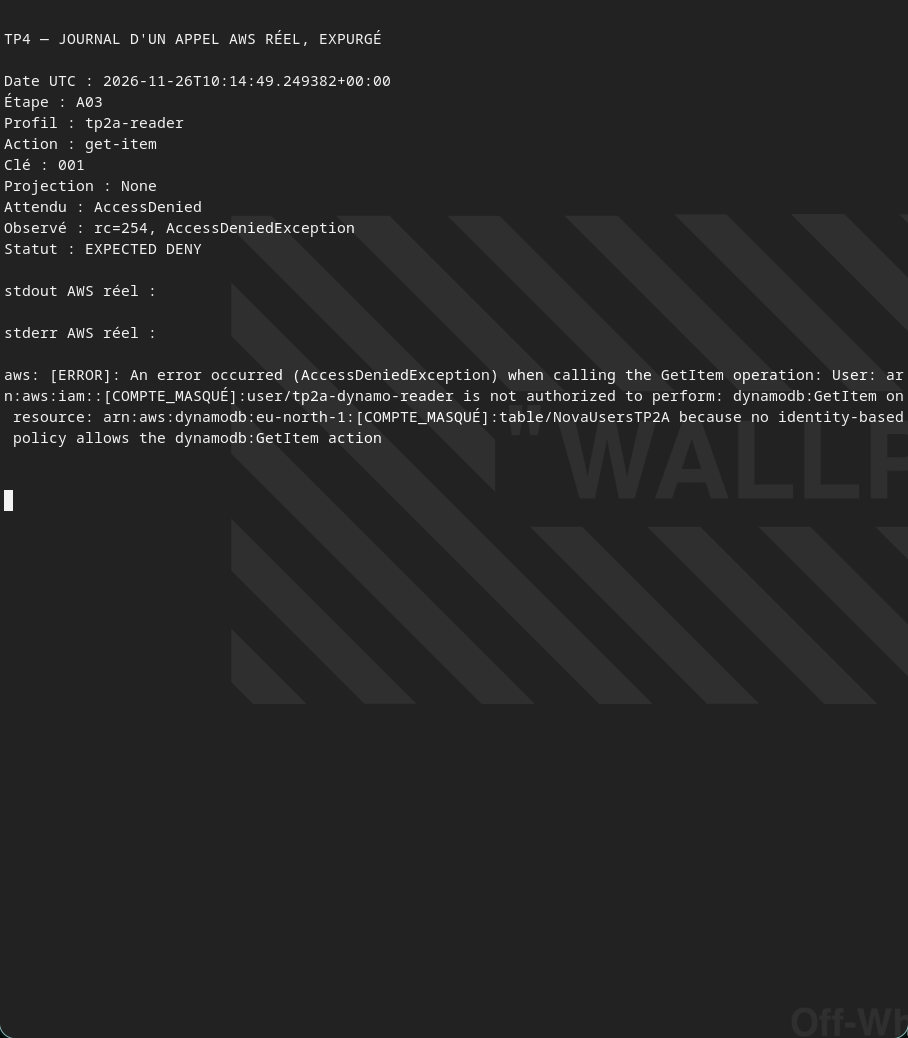 TP4 — JOURNAL D'UN APPEL AWS RÉEL, EXPURGÉ
Date UTC : 2026-11-26T10:14:49.249382+00:00
Étape : A03
Profil : tp2a-reader
Action : get-item
Clé : 001
Projection : None
Attendu : AccessDenied
Observé : rc=254, AccessDeniedException
Statut : EXPECTED DENY
stdout AWS réel :
stderr AWS réel :
aws: [ERROR]: An error occurred (AccessDeniedException) when calling the GetItem operation: User: ar
n:aws:iam::[COMPTE_MASQUÉ]:user/tp2a-dynamo-reader is not authorized to perform: dynamodb:GetItem on
 resource: arn:aws:dynamodb:eu-north-1:[COMPTE_MASQUÉ]:table/NovaUsersTP2A because no identity-based
 policy allows the dynamodb:GetItem action